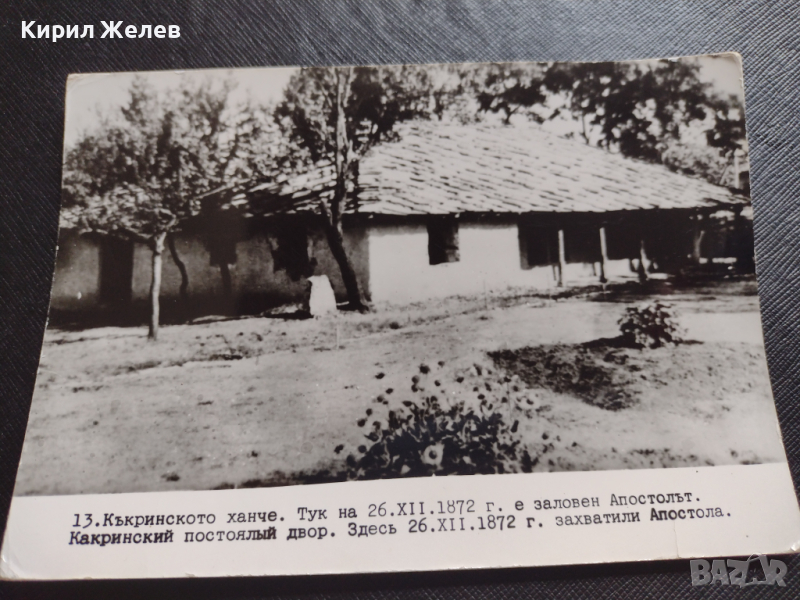 Кирил Желев
13.Къкринското ханче. Тук на 26.XII.1872 г. е заловен Апостолът.
Какринский постоялый двор. Здесь 26.XII.1872 г. захватили Апостола.
BAZAR